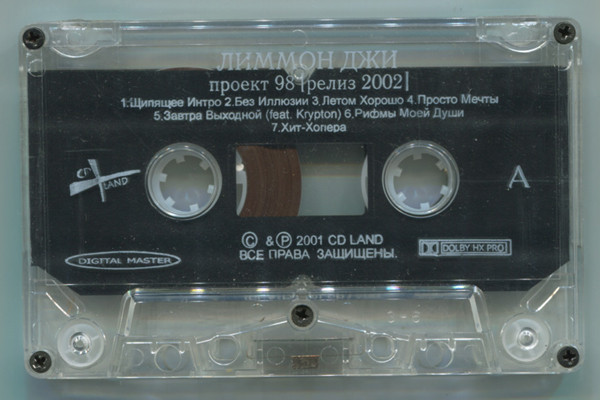 ЛИММОН ДЖИ
проект 98 [релиз 2002]
1.Щипящее Интро 2.Без Иллюзии 3.Летом Хорошо 4.Просто Мечты
5.Завтра Выходной (feat. Krypton) 6.Рифмы Моей Души
7.Хит-Хопера
CD LAND
A
© & ℗ 2001 CD LAND
ВСЕ ПРАВА ЗАЩИЩЕНЫ.
DIGITAL MASTER
DOLBY HX PRO